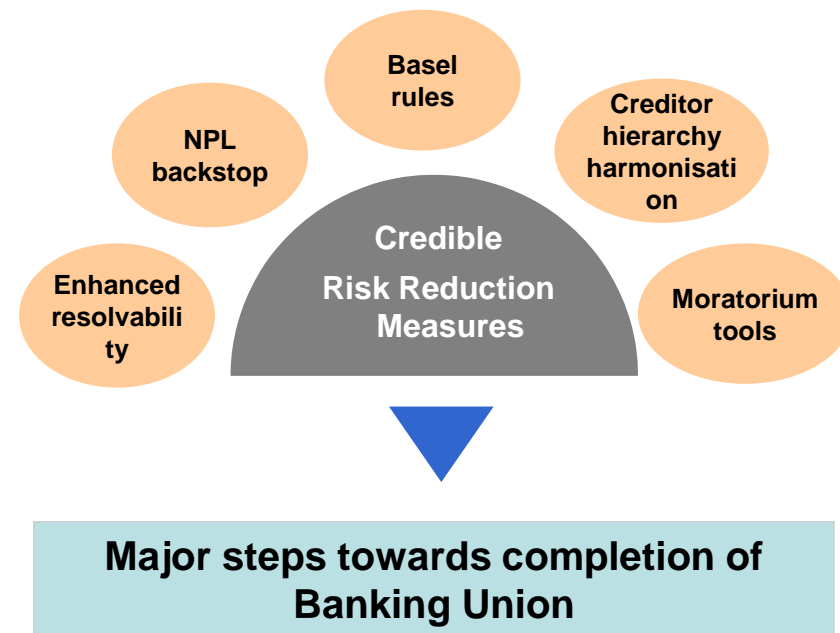 Basel
rules
NPL
backstop
Creditor
hierarchy
harmonisati
on
Credible
Risk Reduction
Measures
Enhanced
resolvabili
ty
Moratorium
tools
Major steps towards completion of
Banking Union